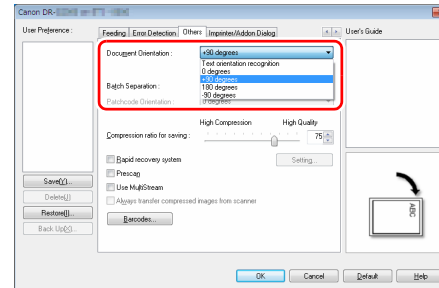 Canon DR-
User Preference :
Feeding Error Detection Others Imprinter/Addon Dialog
User's Guide
Document Orientation : +90 degrees
Text orientation recognition
0 degrees
+90 degrees
180 degrees
-90 degrees
Batch Separation :
Patchcode Orientation: 0 degrees
High Compression High Quality
Compression ratio for saving : 75
Rapid recovery system Setting...
Prescan
Use MultiStream
Always transfer compressed images from scanner
Barcodes...
Save(Y)...
Delete(J)
Restore(I)...
Back Up(X)...
ABC
OK Cancel Default Help